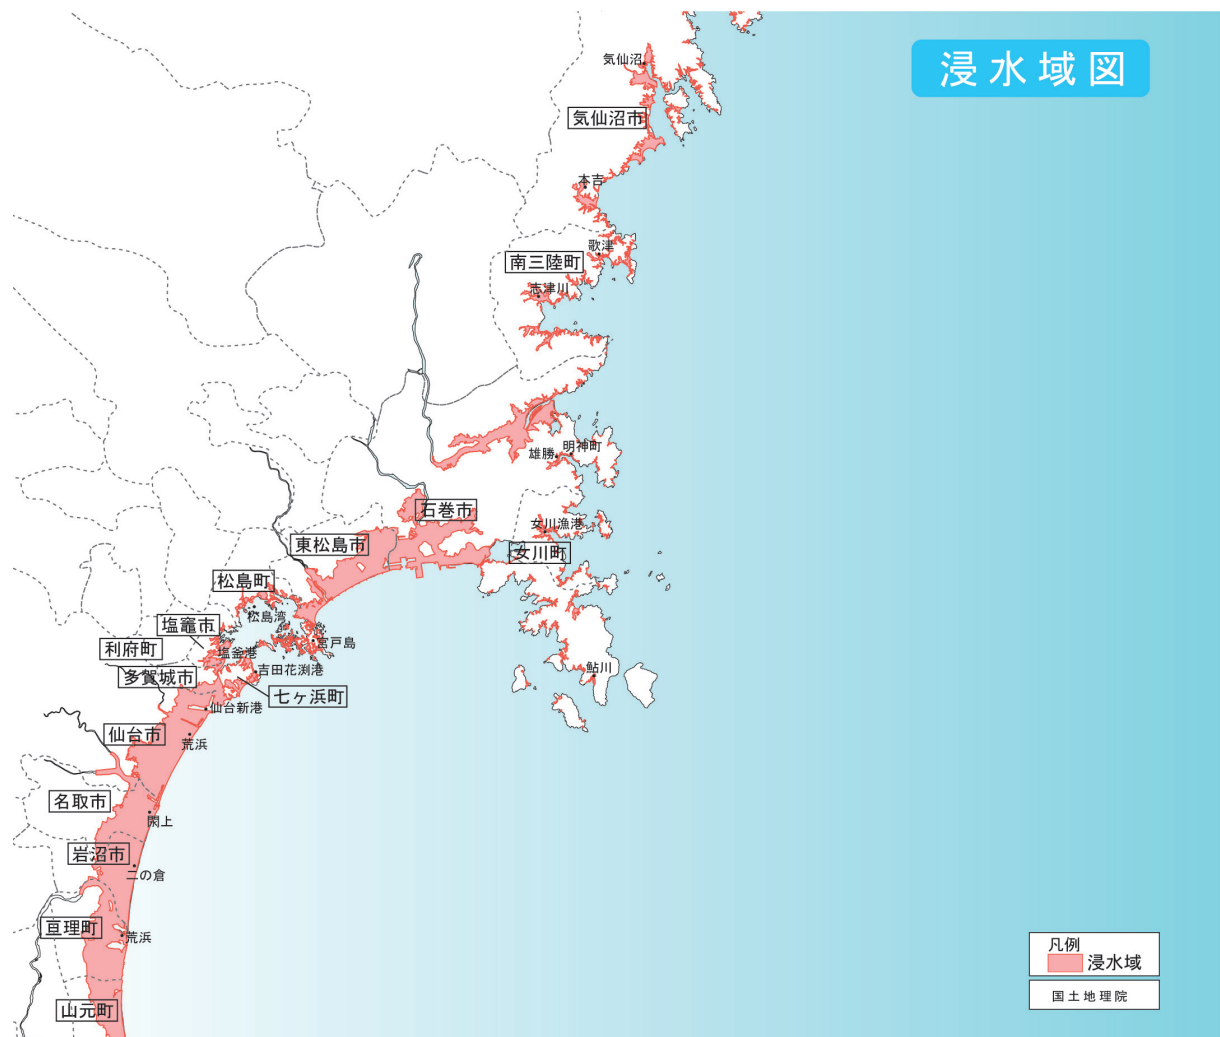 浸水域図
気仙沼
気仙沼市
本吉
歌津
南三陸町
志津川
雄勝
明神町
石巻市
女川漁港
女川町
東松島市
松島町
松島湾
塩竈市
宮戸島
利府町
塩釜港
吉田花渕港
多賀城市
鮎川
七ヶ浜町
仙台新港
仙台市
荒浜
名取市
閖上
岩沼市
二の倉
亘理町
荒浜
山元町
凡例
浸水域
国土地理院